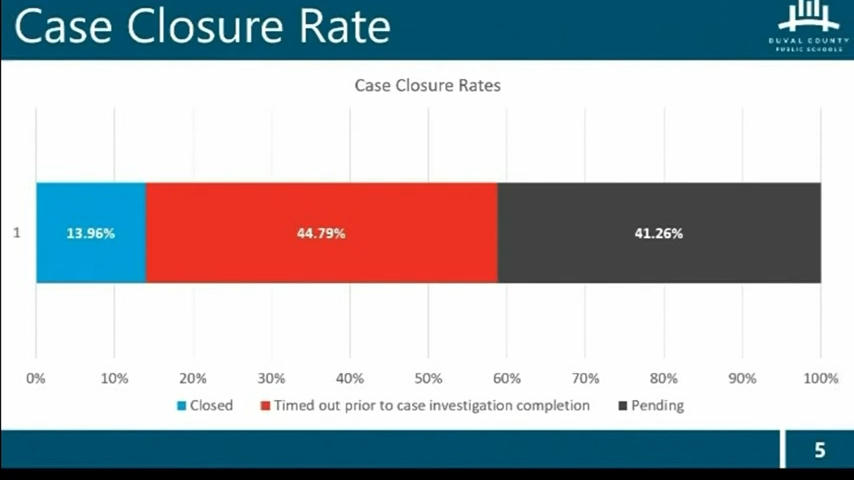 Case Closure Rate
DUVAL COUNTY
PUBLIC SCHOOLS
Case Closure Rates
1
13.96%
44.79%
41.26%
0% 10% 20% 30% 40% 50% 60% 70% 80% 90% 100%
Closed Timed out prior to case investigation completion Pending
5